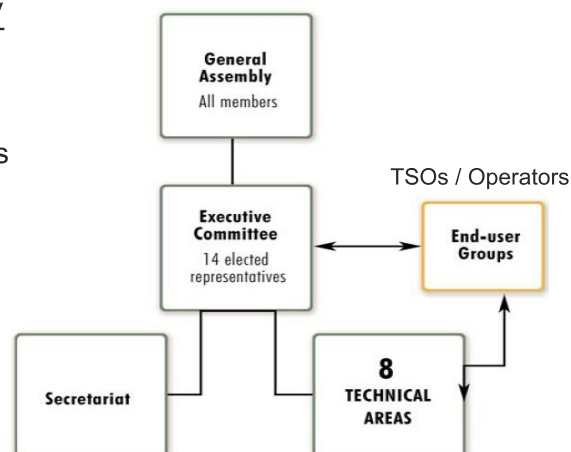 General
Assembly
All members
TSOs / Operators
Executive
Committee
14 elected
representatives
End-user
Groups
Secretariat
8
TECHNICAL
AREAS